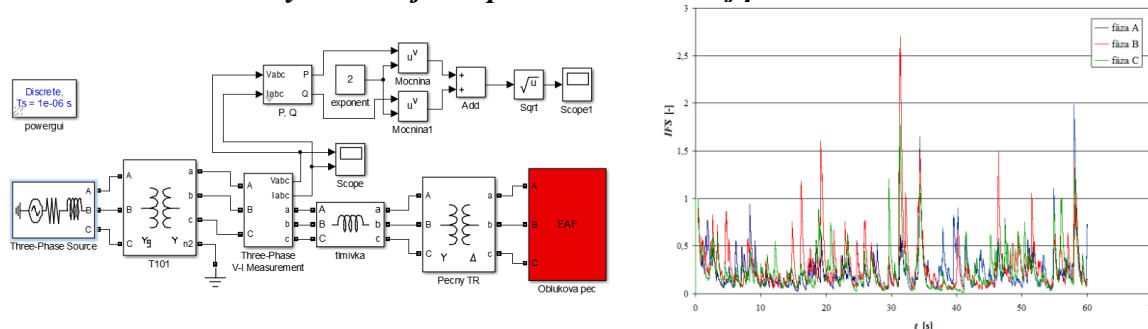 Discrete,
Ts = 1e-06 s.
powergui
Vabc
P
Iabc
Q
P, Q
2
exponent
u^v
Mocnina
u^v
Mocnina1
+
+
Add
√u
Sqrt
Scope1
Scope
A
B
C
Three-Phase Source
A
B
C
a
b
c
Yg
Y
n2
T101
A
B
C
Vabc
Iabc
a
b
c
Three-Phase
V-I Measurement
A
B
C
a
b
c
tlmivka
A
B
C
a
b
c
Y
Δ
Pecny TR
A
B
C
EAF
Oblukova pec
fáza A
fáza B
fáza C
IFS [-]
3
2,5
2
1,5
1
0,5
0
0
10
20
30
40
50
60
t [s]